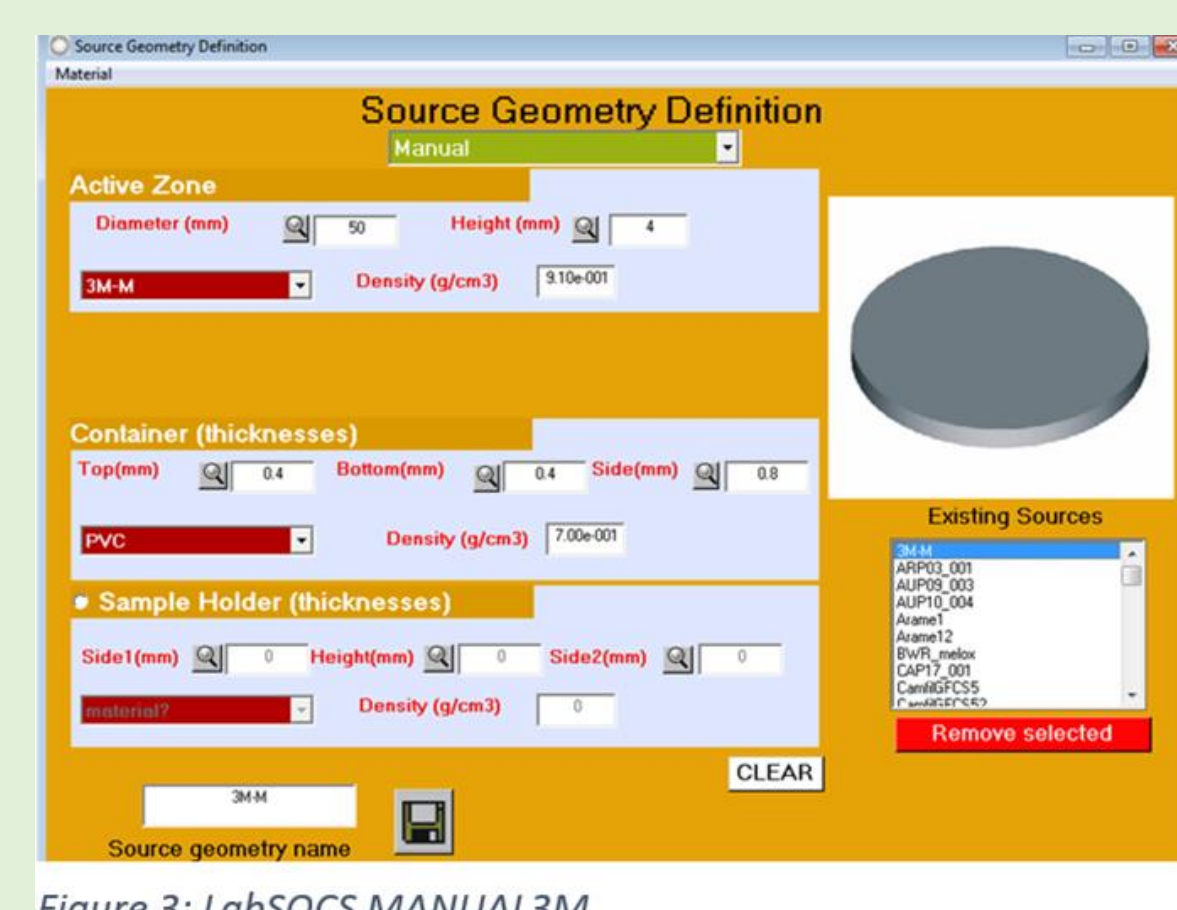 Source Geometry Definition
Material
Source Geometry Definition
Manual
Active Zone
Diameter (mm) 50 Height (mm) 4
3M-M Density (g/cm3) 9.10e-001
Container (thicknesses)
Top(mm) 0.4 Bottom(mm) 0.4 Side(mm) 0.8
PVC Density (g/cm3) 7.00e-001
Sample Holder (thicknesses)
Side1(mm) 0 Height(mm) 0 Side2(mm) 0
material? Density (g/cm3) 0
Existing Sources
3M-M
ARP03_001
AUP09_003
AUP10_004
Arame1
Arame12
BWR_melox
CAP17_001
CamfilGFCS5
CamfilGFCS52
Remove selected
CLEAR
3M-M
Source geometry name
Figure 3: LabSOCS MANUAL3M